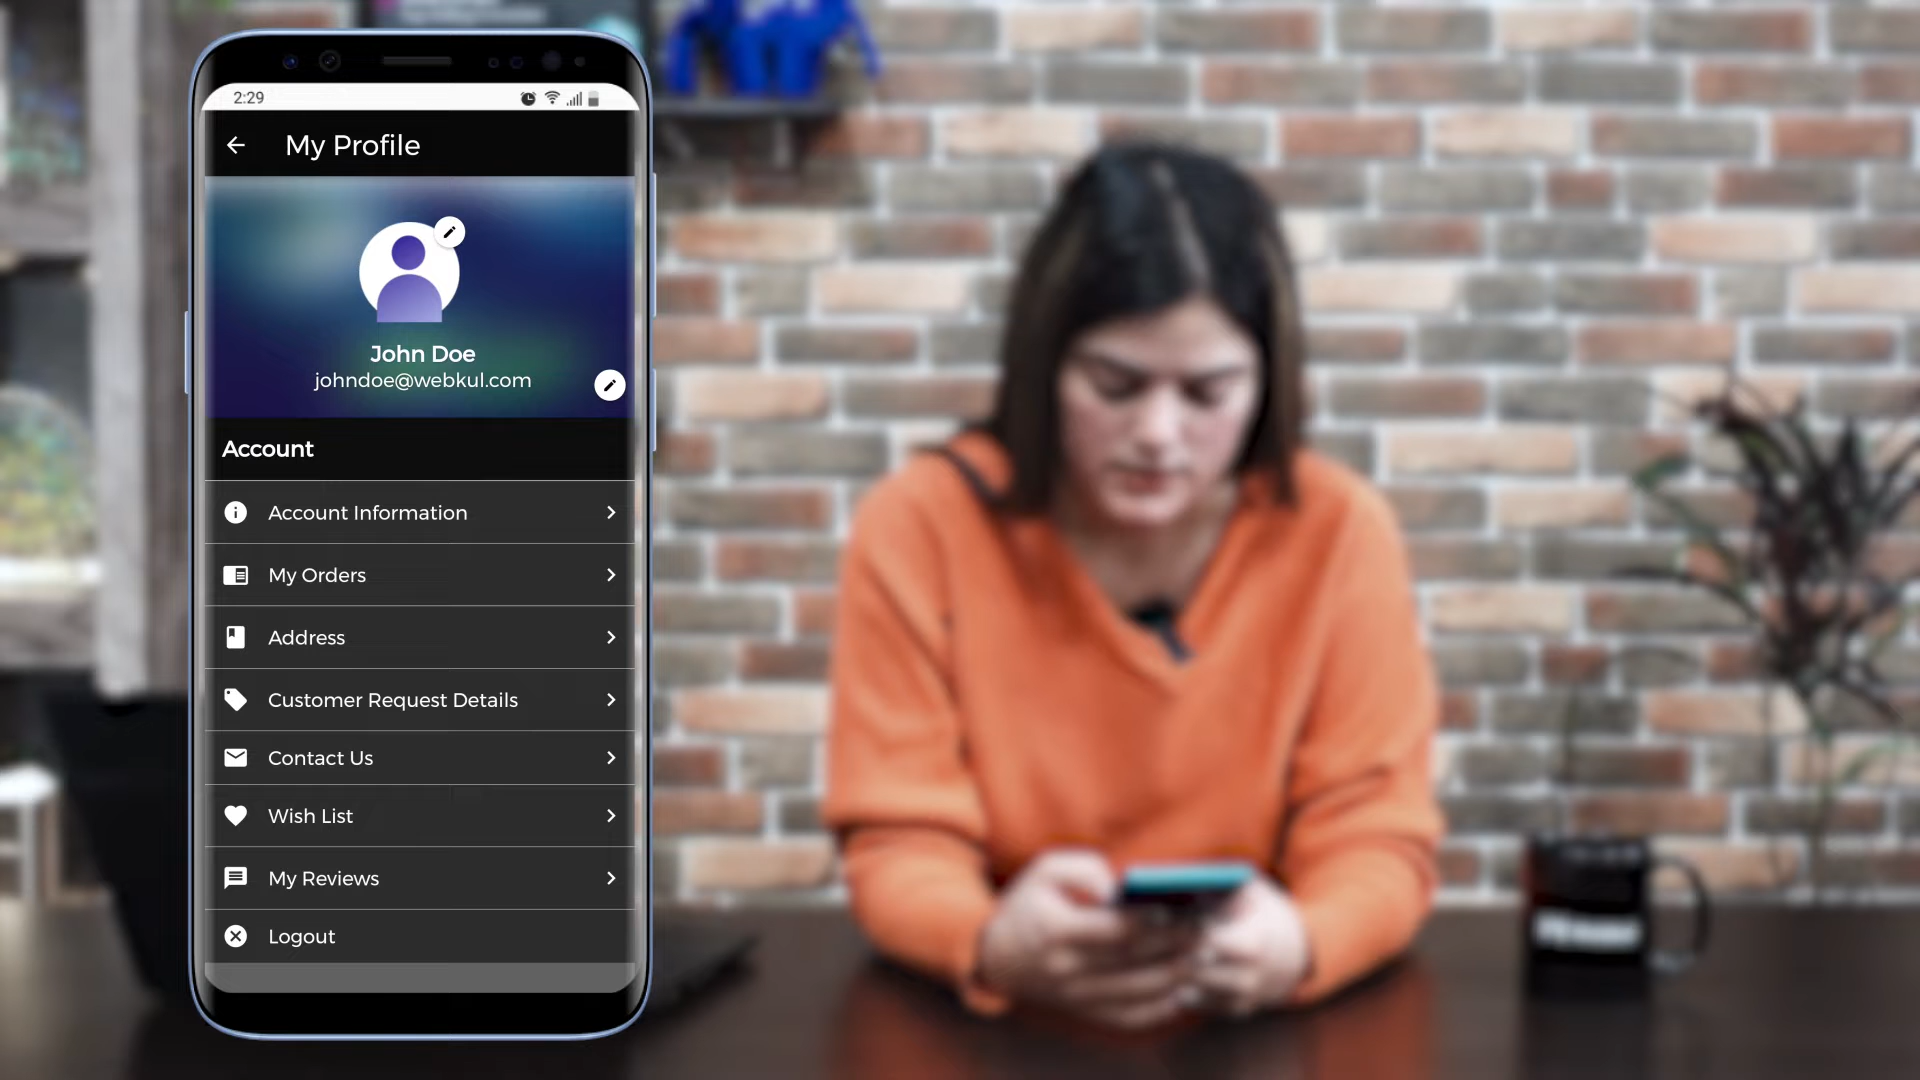 2:29
My Profile
John Doe
johndoe@webkul.com
Account
Account Information
My Orders
Address
Customer Request Details
Contact Us
Wish List
My Reviews
Logout